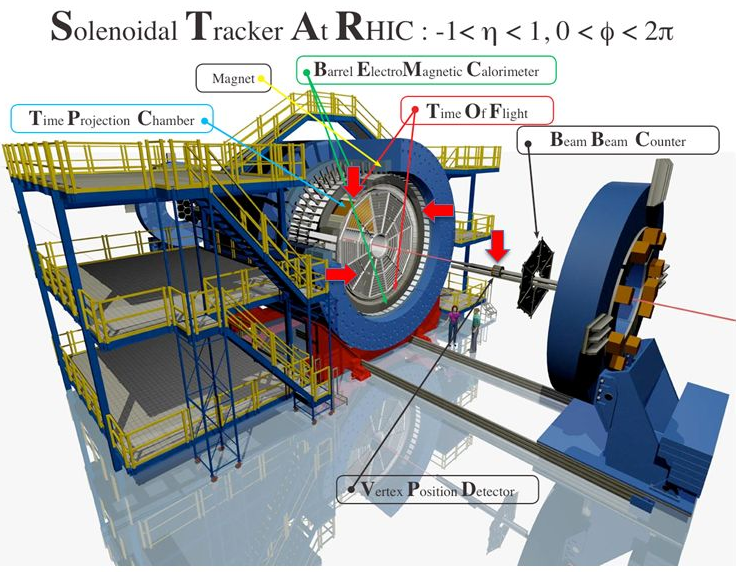 Solenoidal Tracker At RHIC : -1< η < 1, 0 < ϕ < 2π
Barrel ElectroMagnetic Calorimeter
Magnet
Time Projection Chamber
Time Of Flight
Beam Beam Counter
Vertex Position Detector